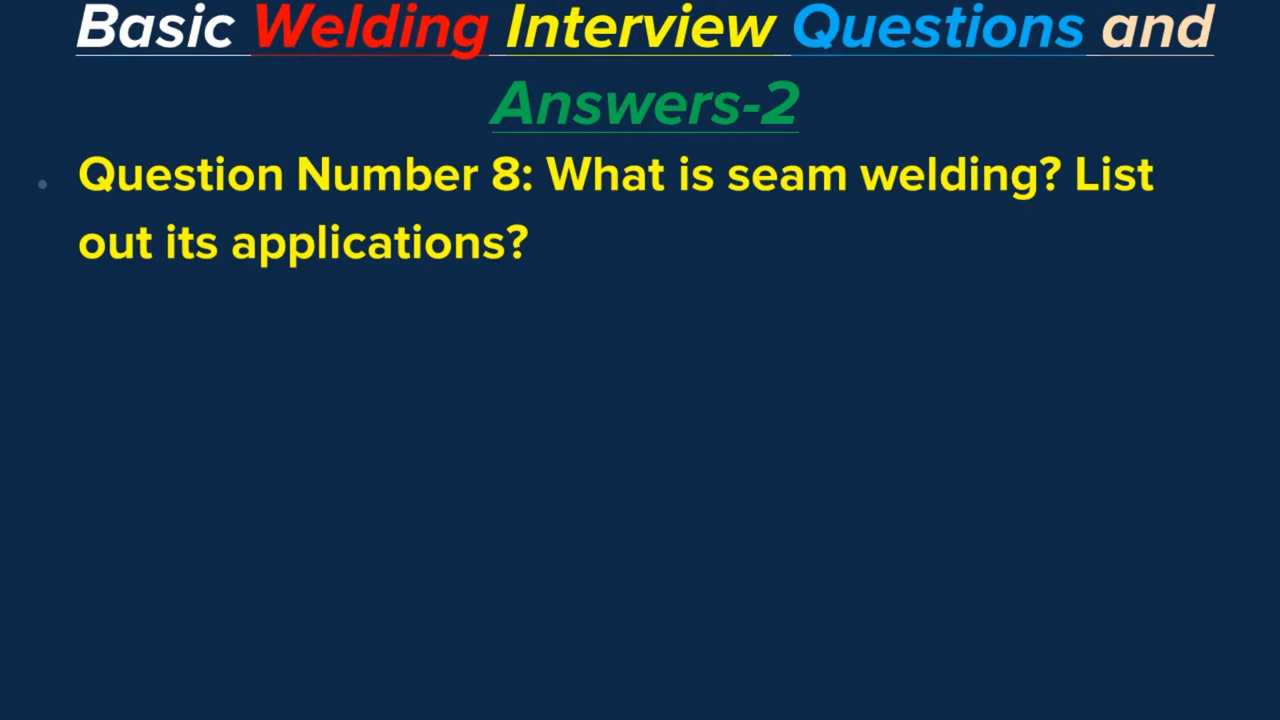 Basic Welding Interview Questions and
Answers-2
• Question Number 8: What is seam welding? List
out its applications?